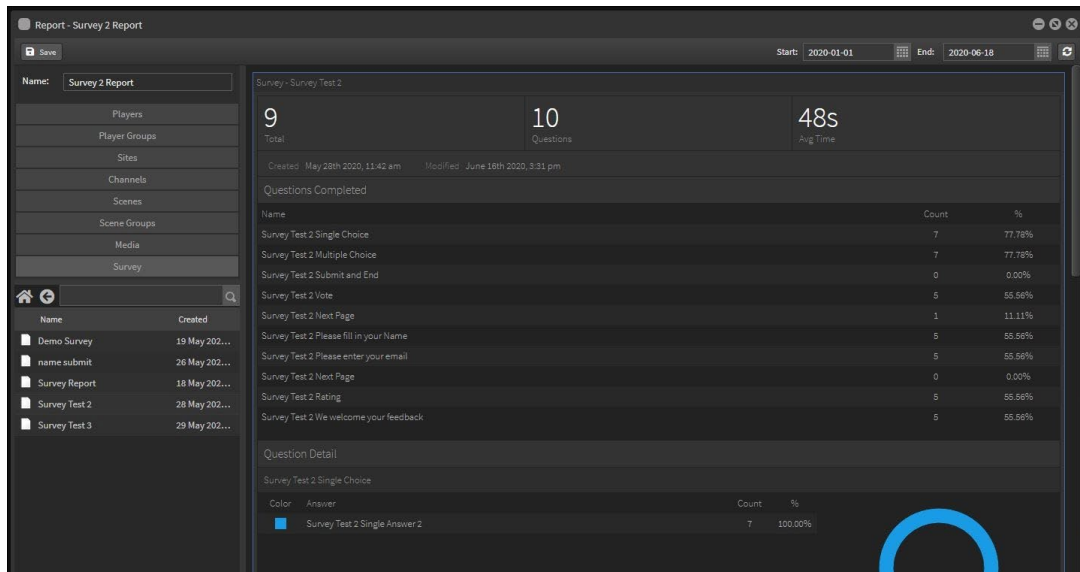 Report - Survey 2 Report
Save
Start: 2020-01-01 End: 2020-06-18
Name: Survey 2 Report
Players
Player Groups
Sites
Channels
Scenes
Scene Groups
Media
Survey
Name Created
Demo Survey 19 May 202...
name submit 26 May 202...
Survey Report 18 May 202...
Survey Test 2 28 May 202...
Survey Test 3 29 May 202...
Survey - Survey Test 2
9 10 48s
Total Questions Avg Time
Created May 28th 2020, 11:42 am Modified June 16th 2020, 3:31 pm
Questions Completed
Name Count %
Survey Test 2 Single Choice 7 77.78%
Survey Test 2 Multiple Choice 7 77.78%
Survey Test 2 Submit and End 0 0.00%
Survey Test 2 Vote 5 55.56%
Survey Test 2 Next Page 1 11.11%
Survey Test 2 Please fill in your Name 5 55.56%
Survey Test 2 Please enter your email 5 55.56%
Survey Test 2 Next Page 0 0.00%
Survey Test 2 Rating 5 55.56%
Survey Test 2 We welcome your feedback 5 55.56%
Question Detail
Survey Test 2 Single Choice
Color Answer Count %
Survey Test 2 Single Answer 2 7 100.00%